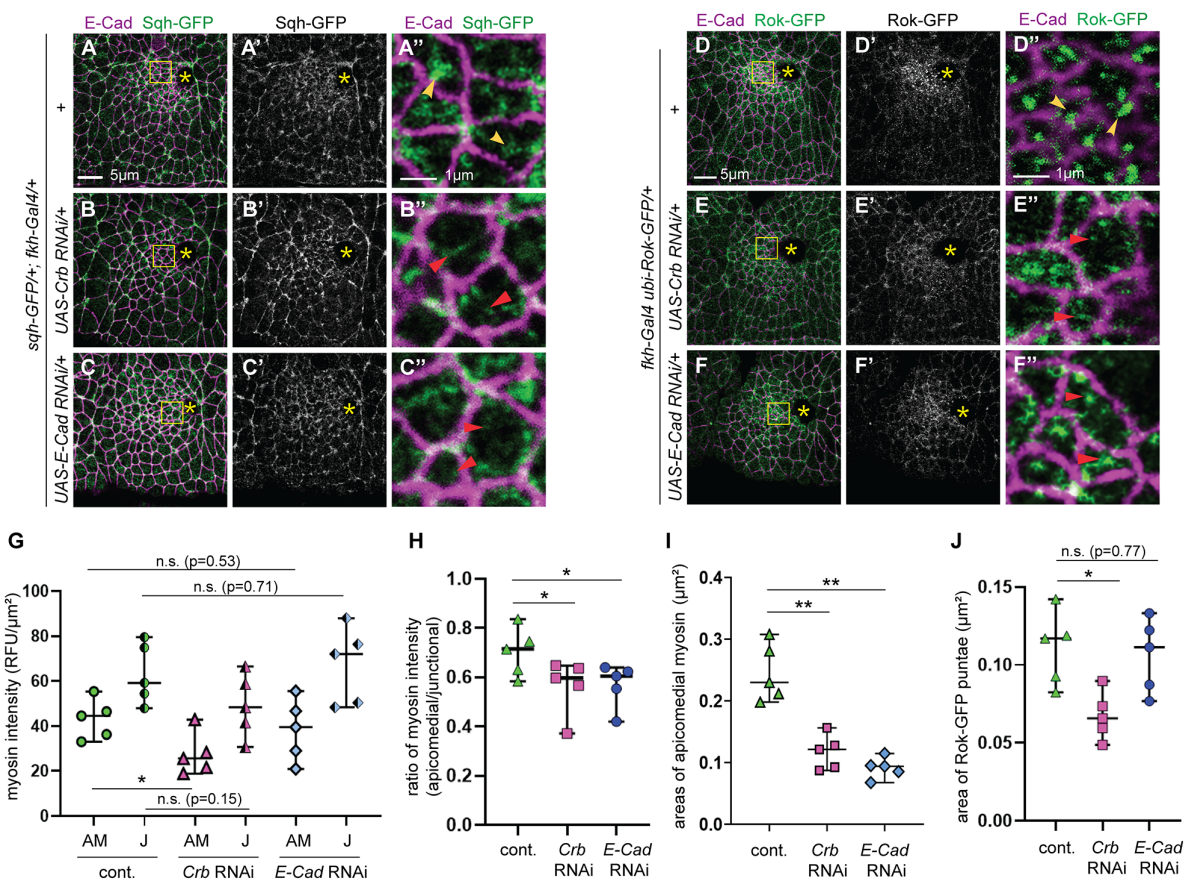 E-Cad Sqh-GFP
Sqh-GFP
E-Cad Sqh-GFP
sqh-GFP/+; fkh-Gal4/+
+
UAS-Crb RNAi/+
UAS-E-Cad RNAi/+
A
*
5μm
A'
*
A''
1μm
B
*
B'
*
B''
C
*
C'
*
C''
E-Cad Rok-GFP
Rok-GFP
E-Cad Rok-GFP
fkh-Gal4 ubi-Rok-GFP/+
+
UAS-Crb RNAi/+
UAS-E-Cad RNAi/+
D
*
5μm
D'
*
D''
1μm
E
*
E'
*
E''
F
*
F'
*
F''
G
myosin intensity (RFU/μm²)
100
80
60
40
20
0
n.s. (p=0.53)
n.s. (p=0.71)
*
n.s. (p=0.15)
AM J AM J AM J
cont. Crb RNAi E-Cad RNAi
H
ratio of myosin intensity
(apicomedial/junctional)
1.0
0.8
0.6
0.2
0.0
*
*
cont. Crb E-Cad
RNAi RNAi
I
areas of apicomedial myosin (μm²)
0.4
0.3
0.2
0.1
0.0
**
**
cont. Crb E-Cad
RNAi RNAi
J
area of Rok-GFP puntae (μm²)
0.15
0.10
0.05
0.00
n.s. (p=0.77)
*
cont. Crb E-Cad
RNAi RNAi